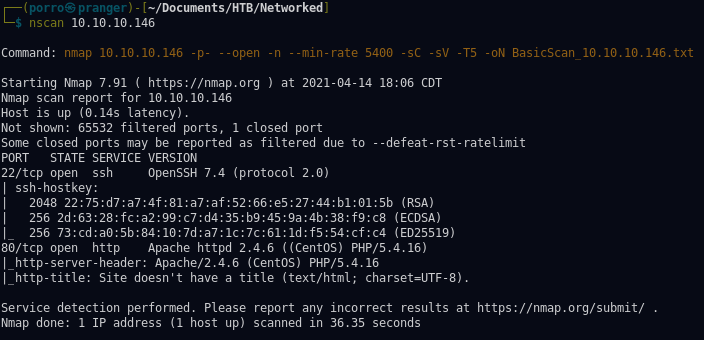 ┌──(porro㉿pranger)-[~/Documents/HTB/Networked]
└─$ nscan 10.10.10.146
Command: nmap 10.10.10.146 -p- --open -n --min-rate 5400 -sC -sV -T5 -oN BasicScan_10.10.10.146.txt
Starting Nmap 7.91 ( https://nmap.org ) at 2021-04-14 18:06 CDT
Nmap scan report for 10.10.10.146
Host is up (0.14s latency).
Not shown: 65532 filtered ports, 1 closed port
Some closed ports may be reported as filtered due to --defeat-rst-ratelimit
PORT   STATE SERVICE VERSION
22/tcp open  ssh     OpenSSH 7.4 (protocol 2.0)
| ssh-hostkey:
|   2048 22:75:d7:a7:4f:81:a7:af:52:66:e5:27:44:b1:01:5b (RSA)
|   256 2d:63:28:fc:a2:99:c7:d4:35:b9:45:9a:4b:38:f9:c8 (ECDSA)
|_  256 73:cd:a0:5b:84:10:7d:a7:1c:7c:61:1d:f5:54:cf:c4 (ED25519)
80/tcp open  http    Apache httpd 2.4.6 ((CentOS) PHP/5.4.16)
|_http-server-header: Apache/2.4.6 (CentOS) PHP/5.4.16
|_http-title: Site doesn't have a title (text/html; charset=UTF-8).
Service detection performed. Please report any incorrect results at https://nmap.org/submit/ .
Nmap done: 1 IP address (1 host up) scanned in 36.35 seconds